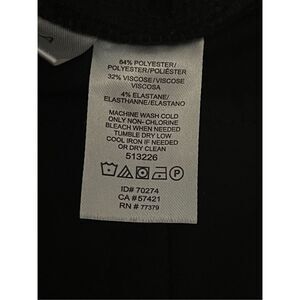 64% POLYESTER/
POLYESTER/POLIÉSTER
32% VISCOSE/VISCOSE
VISCOSA
4% ELASTANE/
ELASTHANNE/ELASTANO
MACHINE WASH COLD
ONLY NON- CHLORINE
BLEACH WHEN NEEDED
TUMBLE DRY LOW
COOL IRON IF NEEDED
OR DRY CLEAN
513226
P
ID# 70274
CA # 57421
RN # 77379